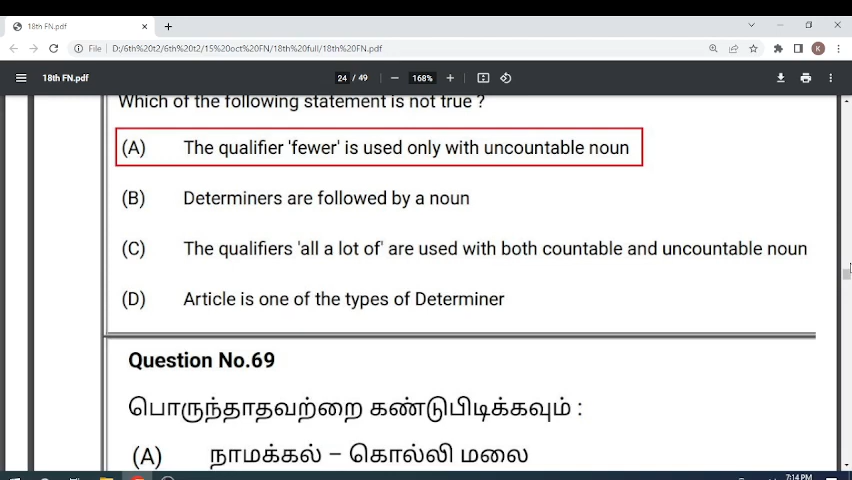 18th FN.pdf
File
D:/6th%20t2/6th%20t2/15%20oct%20FN/18th%20full/18th%20FN.pdf
K
18th FN.pdf
24 / 49
168%
Which of the following statement is not true ?
(A) The qualifier 'fewer' is used only with uncountable noun
(B) Determiners are followed by a noun
(C) The qualifiers 'all a lot of' are used with both countable and uncountable noun
(D) Article is one of the types of Determiner
Question No.69
பொருந்தாதவற்றை கண்டுபிடிக்கவும் :
(A) நாமக்கல் – கொல்லி மலை
7:14 PM